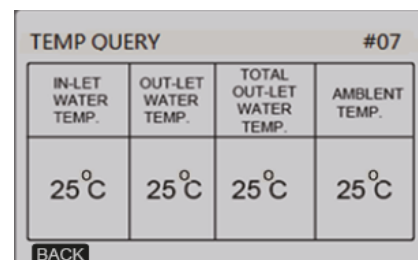 TEMP QUERY #07
IN-LET
WATER
TEMP.
OUT-LET
WATER
TEMP.
TOTAL
OUT-LET
WATER
TEMP.
AMBLENT
TEMP.
25°C 25°C 25°C 25°C
BACK